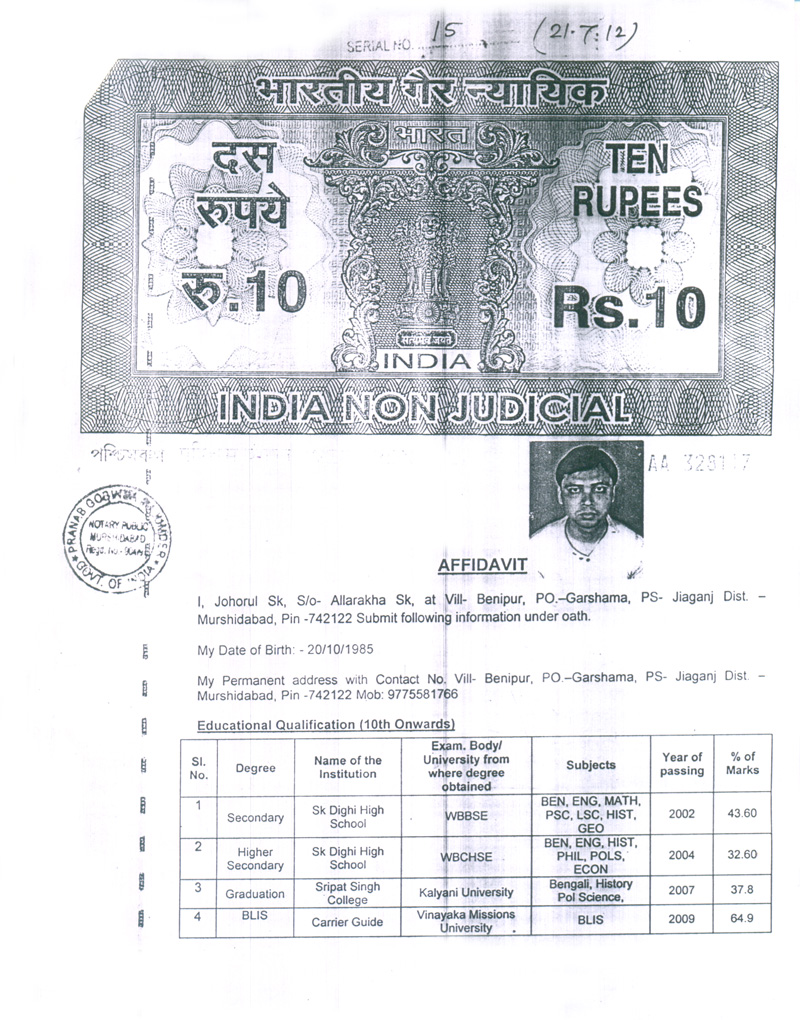 SERIAL NO. 15 (21.7.12)
भारतीय गैर न्यायिक
भारत
दस
रुपये
रु.10
TEN
RUPEES
Rs.10
सत्यमेव जयते
INDIA
INDIA NON JUDICIAL
পশ্চিমবঙ্গ
PRANAB
NOTARY PUBLIC
MURSHIDABAD
Regd. No.
GOVT. OF INDIA
AFFIDAVIT
I, Johorul Sk, S/o- Allarakha Sk, at Vill- Benipur, PO.–Garshama, PS- Jiaganj Dist. –
Murshidabad, Pin -742122 Submit following information under oath.
My Date of Birth: - 20/10/1985
My Permanent address with Contact No. Vill- Benipur, PO.–Garshama, PS- Jiaganj Dist. –
Murshidabad, Pin -742122 Mob: 9775581766
Educational Qualification (10th Onwards)
Sl. No. Degree Name of the Institution Exam. Body/ University from where degree obtained Subjects Year of passing % of Marks
1 Secondary Sk Dighi High School WBBSE BEN, ENG, MATH, PSC, LSC, HIST, GEO 2002 43.60
2 Higher Secondary Sk Dighi High School WBCHSE BEN, ENG, HIST, PHIL, POLS, ECON 2004 32.60
3 Graduation Sripat Singh College Kalyani University Bengali, History Pol Science, 2007 37.8
4 BLIS Carrier Guide Vinayaka Missions University BLIS 2009 64.9